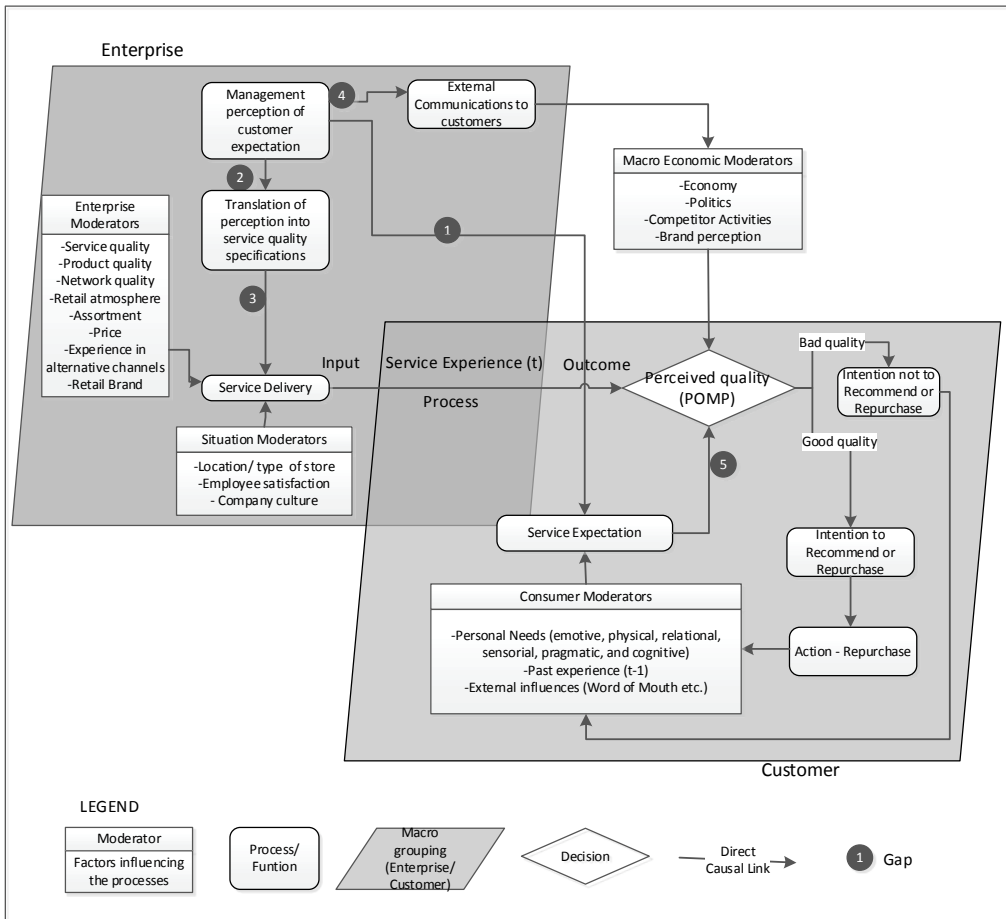 Enterprise
Management
perception of
customer
expectation
4
External
Communications to
customers
2
1
Translation of
perception into
service quality
specifications
3
Macro Economic Moderators
-Economy
-Politics
-Competitor Activities
-Brand perception
Enterprise
Moderators
-Service quality
-Product quality
-Network quality
-Retail atmosphere
-Assortment
-Price
-Experience in
alternative channels
-Retail Brand
Service Delivery
Input
Service Experience (t)
Outcome
Process
Situation Moderators
-Location/ type of store
-Employee satisfaction
- Company culture
Perceived quality
(POMP)
Bad quality
Intention not to
Recommend or
Repurchase
Good quality
5
Service Expectation
Intention to
Recommend or
Repurchase
Consumer Moderators
-Personal Needs (emotive, physical, relational,
sensorial, pragmatic, and cognitive)
-Past experience (t-1)
-External influences (Word of Mouth etc.)
Action - Repurchase
Customer
LEGEND
Moderator
Factors influencing
the processes
Process/
Funtion
Macro
grouping
(Enterprise/
Customer)
Decision
Direct
Causal Link
1
Gap